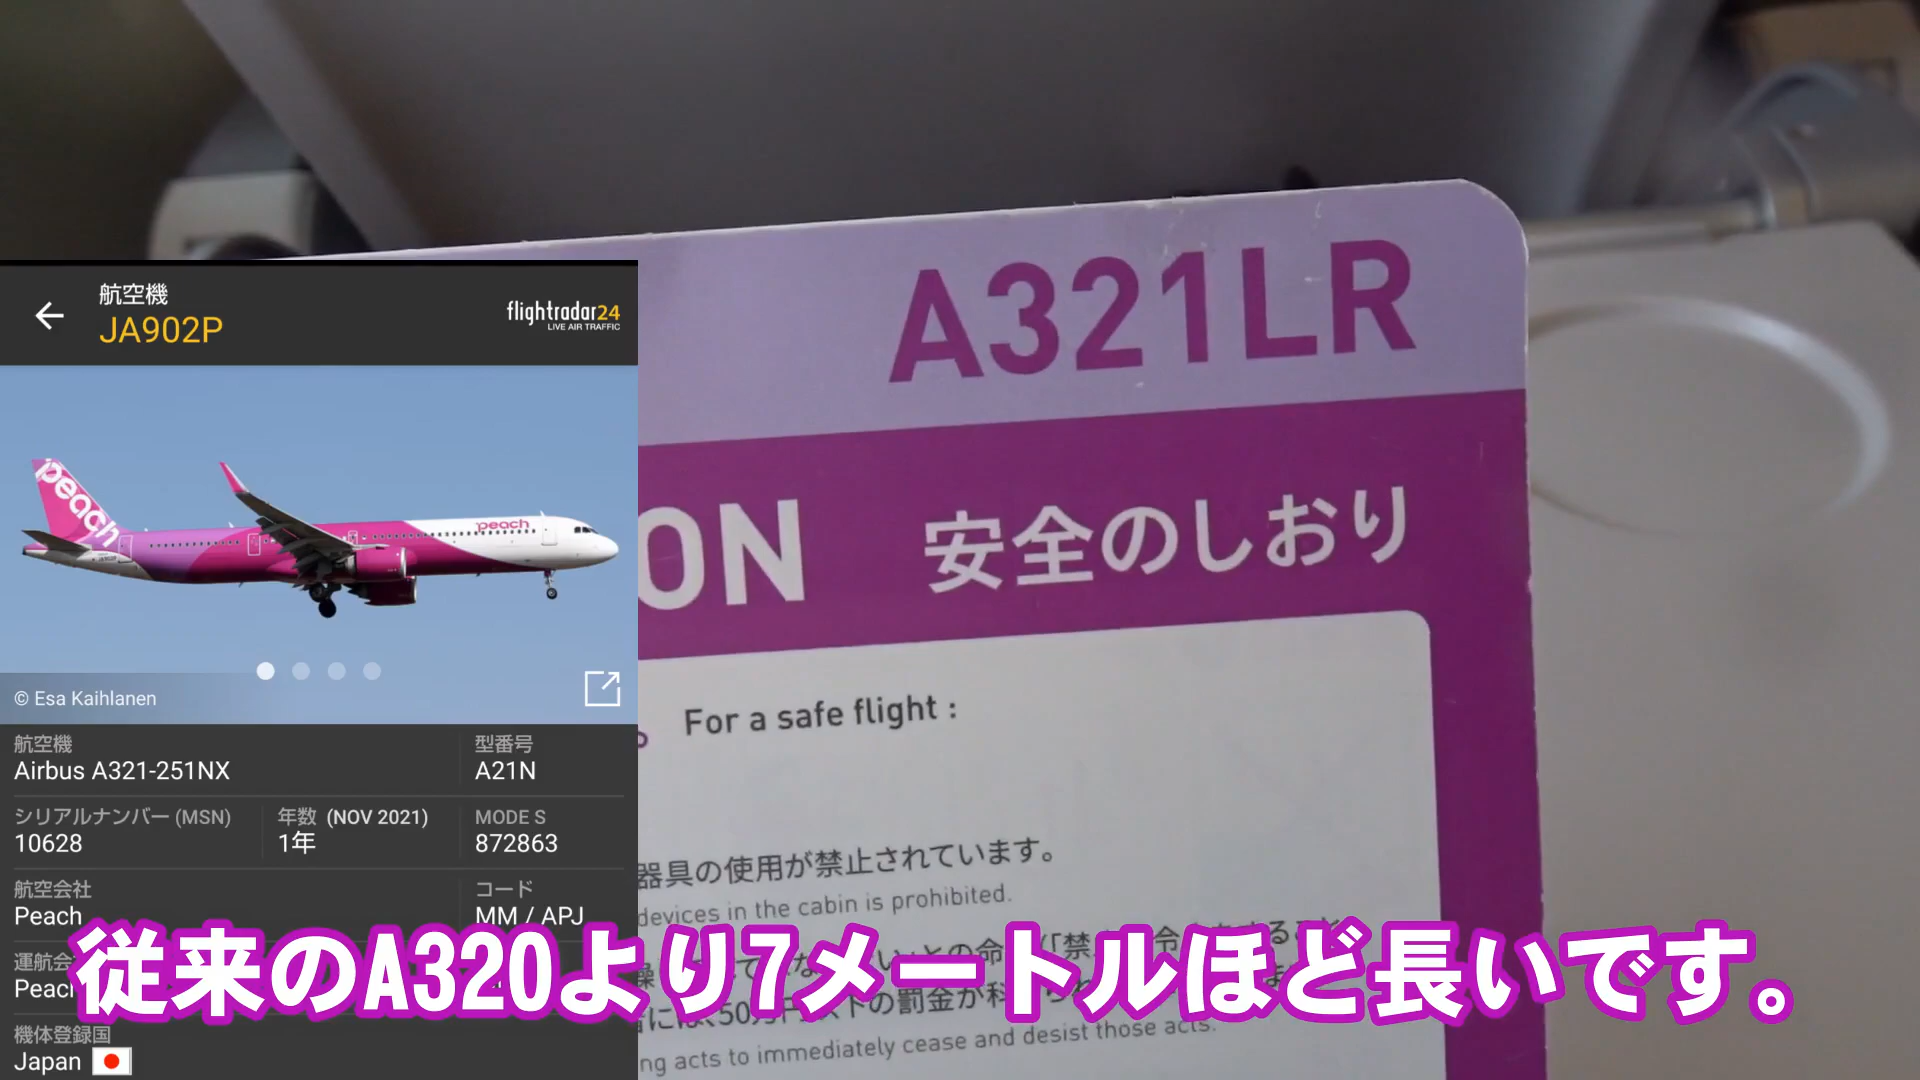 航空機
JA902P
flightradar24
LIVE AIR TRAFFIC
peach
peach
© Esa Kaihlanen
航空機
Airbus A321-251NX
型番号
A21N
シリアルナンバー (MSN)
10628
年数 (NOV 2021)
1年
MODE S
872863
航空会社
Peach
コード
MM / APJ
運航会
機体登録国
Japan
A321LR
ON 安全のしおり
For a safe flight :
器具の使用が禁止されています。
devices in the cabin is prohibited.
ng acts to immediately cease and desist those acts.
従来のA320より7メートルほど長いです。